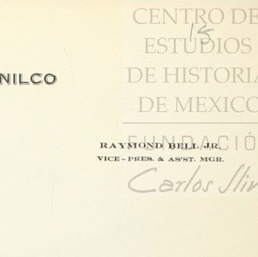 CENTRO DE
15
ESTUDIOS
DE HISTORIA
NILCO
DE MEXICO
FUNDACIÓ
RAYMOND BELL JR.
VICE-PRES. & AS'ST. MGR.
Carlos Slim